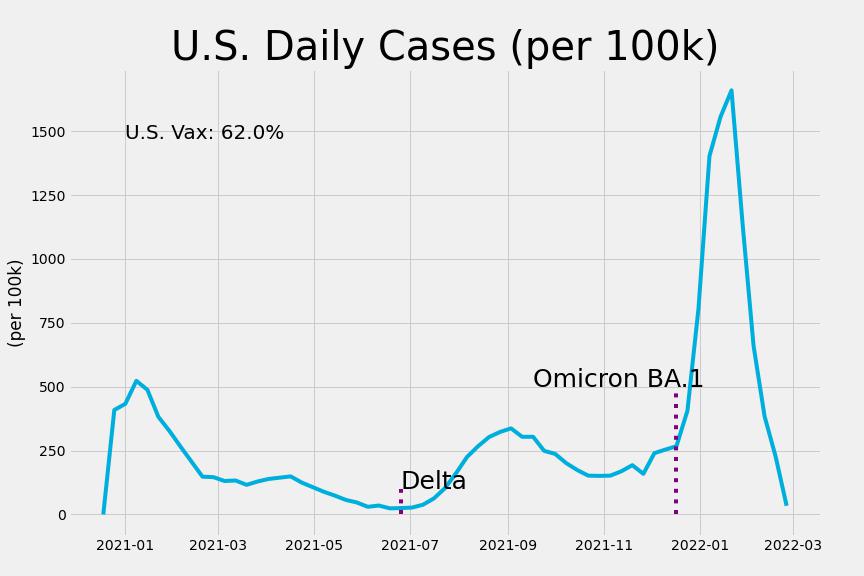 U.S. Daily Cases (per 100k)
U.S. Vax: 62.0%
1500
1250
1000
750
500
250
0
(per 100k)
Omicron BA.1
Delta
2021-01 2021-03 2021-05 2021-07 2021-09 2021-11 2022-01 2022-03